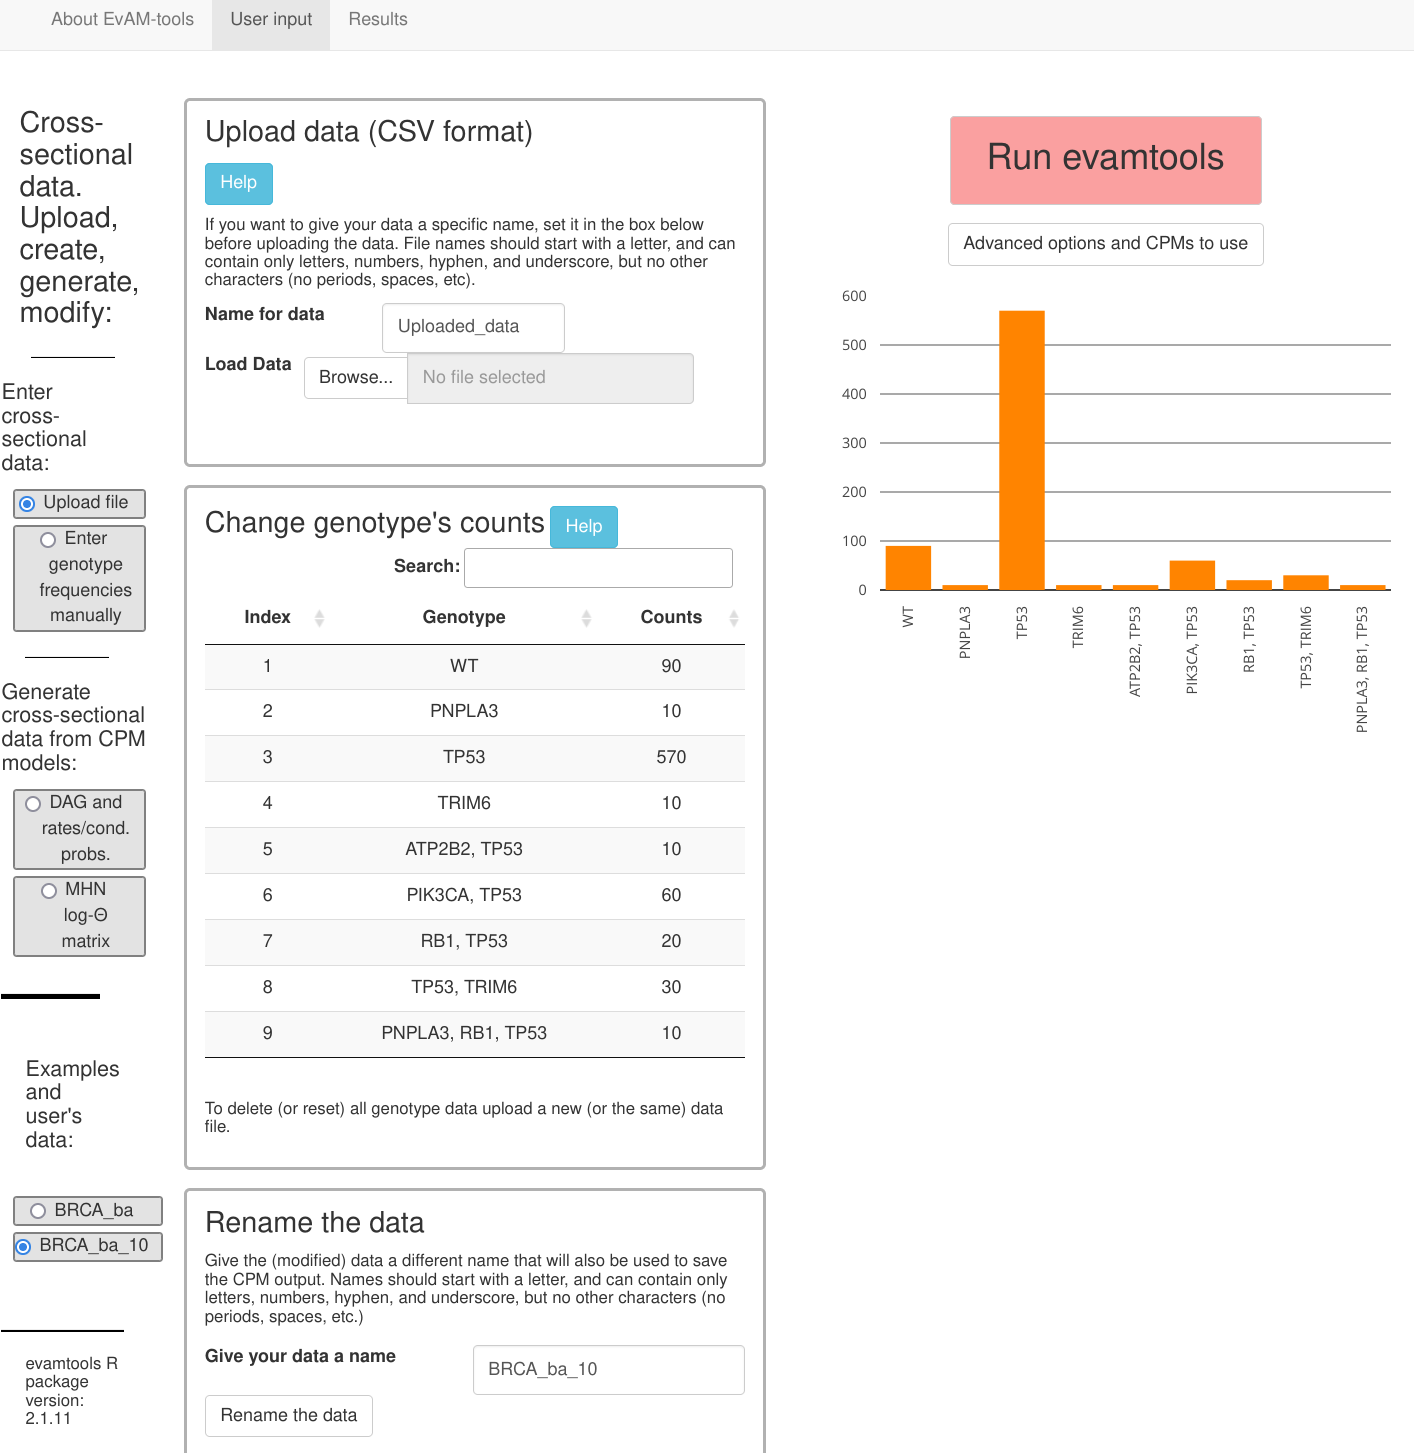 About EvAM-tools
User input
Results
Cross-
sectional
data.
Upload,
create,
generate,
modify:
Enter
cross-
sectional
data:
Upload file
Enter
genotype
frequencies
manually
Generate
cross-sectional
data from CPM
models:
DAG and
rates/cond.
probs.
MHN
log-Θ
matrix
Examples
and
user's
data:
BRCA_ba
BRCA_ba_10
evamtools R
package
version:
2.1.11
Upload data (CSV format)
Help
If you want to give your data a specific name, set it in the box below
before uploading the data. File names should start with a letter, and can
contain only letters, numbers, hyphen, and underscore, but no other
characters (no periods, spaces, etc).
Name for data
Uploaded_data
Load Data
Browse...
No file selected
Change genotype's counts
Help
Search:
Index Genotype Counts
1 WT 90
2 PNPLA3 10
3 TP53 570
4 TRIM6 10
5 ATP2B2, TP53 10
6 PIK3CA, TP53 60
7 RB1, TP53 20
8 TP53, TRIM6 30
9 PNPLA3, RB1, TP53 10
To delete (or reset) all genotype data upload a new (or the same) data
file.
Rename the data
Give the (modified) data a different name that will also be used to save
the CPM output. Names should start with a letter, and can contain only
letters, numbers, hyphen, and underscore, but no other characters (no
periods, spaces, etc.)
Give your data a name
BRCA_ba_10
Rename the data
Run evamtools
Advanced options and CPMs to use
600
500
400
300
200
100
0
WT
PNPLA3
TP53
TRIM6
ATP2B2, TP53
PIK3CA, TP53
RB1, TP53
TP53, TRIM6
PNPLA3, RB1, TP53